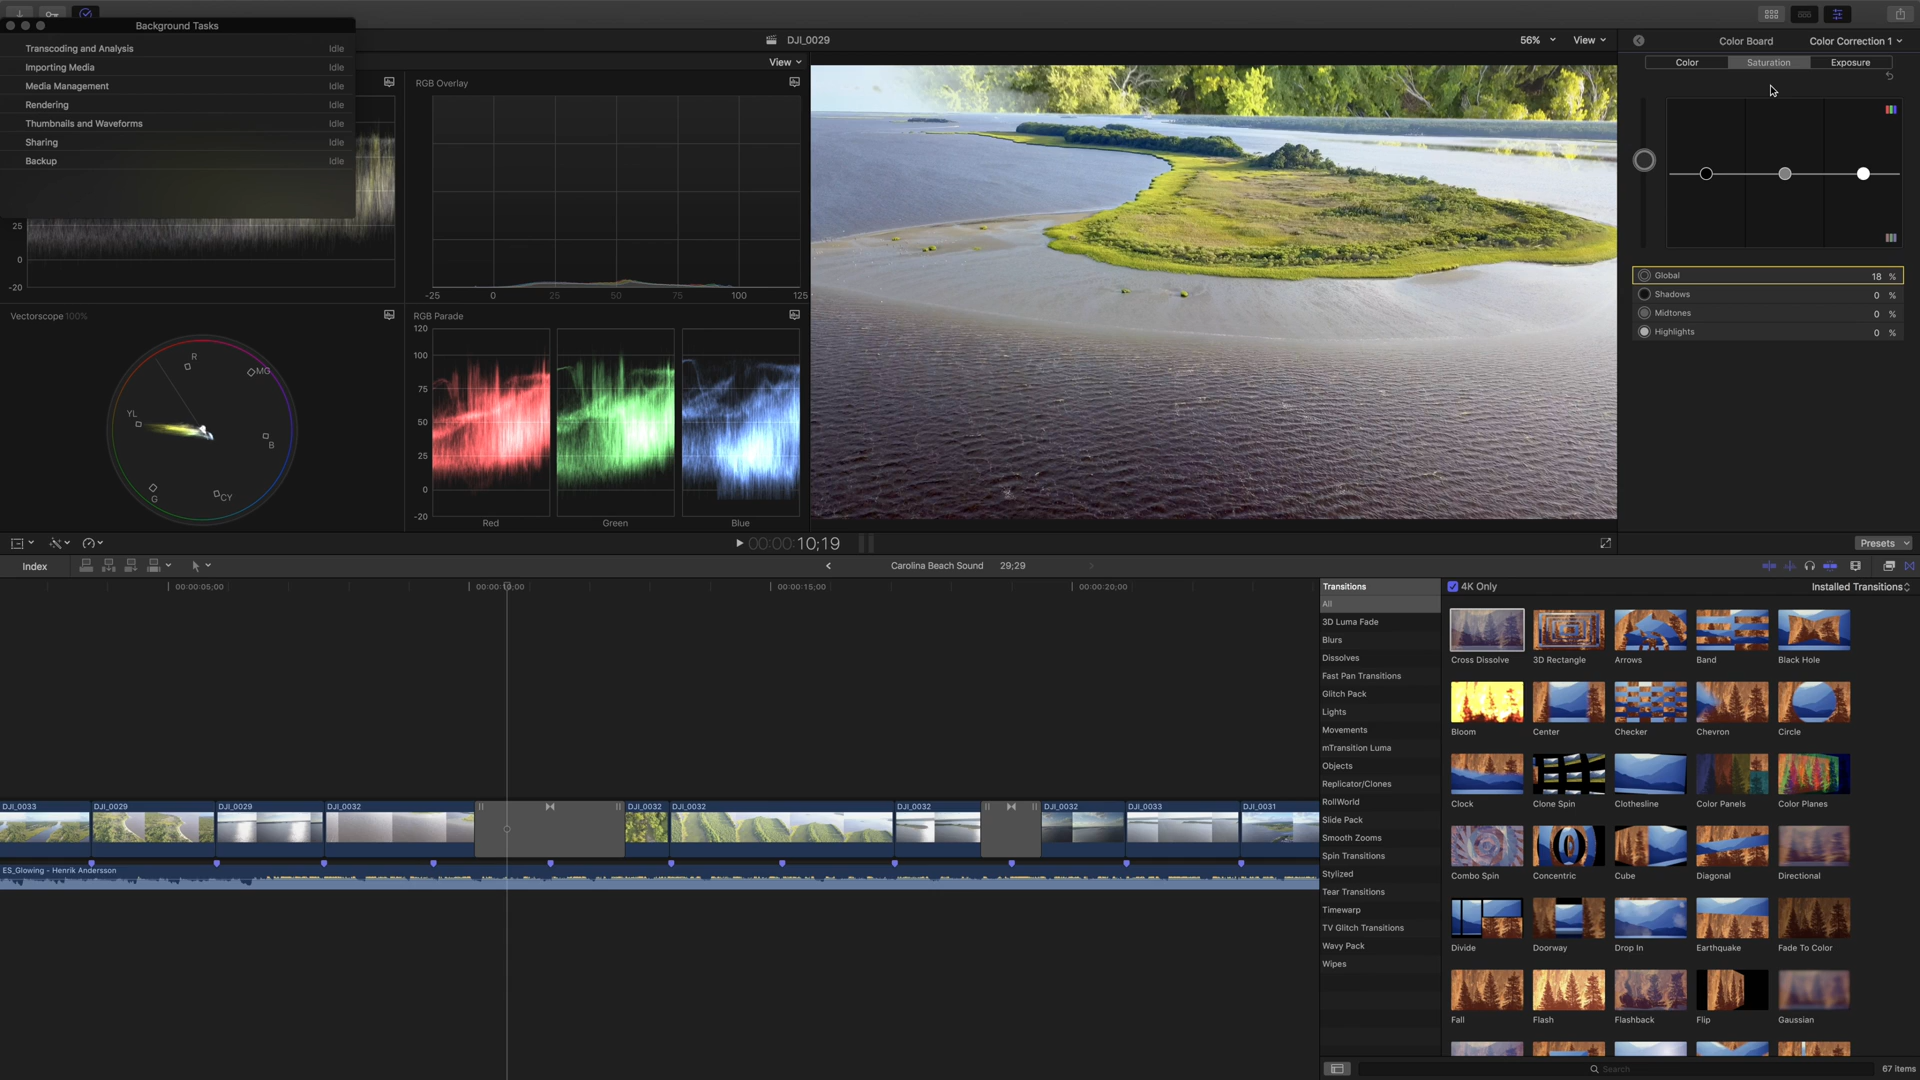 Background Tasks
Transcoding and Analysis Idle
Importing Media Idle
Media Management Idle
Rendering Idle
Thumbnails and Waveforms Idle
Sharing Idle
Backup Idle
25
0
-20
Vectorscope 100%
R
MG
YL
B
G
CY
View
RGB Overlay
-25 0 25 50 75 100 125
RGB Parade
120
100
75
50
25
0
-20
Red Green Blue
DJI_0029
56% View
Color Board Color Correction 1
Color Saturation Exposure
Global 18 %
Shadows 0 %
Midtones 0 %
Highlights 0 %
00:00:10;19
Presets
Index
Carolina Beach Sound 29;29
00:00:05;00 00:00:10;00 00:00:15;00 00:00:20;00
DJI_0033 DJI_0029 DJI_0029 DJI_0032 DJI_0032 DJI_0032 DJI_0032 DJI_0032 DJI_0033 DJI_0031
ES_Glowing - Henrik Andersson
Transitions
All
3D Luma Fade
Blurs
Dissolves
Fast Pan Transitions
Glitch Pack
Lights
Movements
mTransition Luma
Objects
Replicator/Clones
RollWorld
Slide Pack
Smooth Zooms
Spin Transitions
Stylized
Tear Transitions
Timewarp
TV Glitch Transitions
Wavy Pack
Wipes
4K Only Installed Transitions
Cross Dissolve 3D Rectangle Arrows Band Black Hole
Bloom Center Checker Chevron Circle
Clock Clone Spin Clothesline Color Panels Color Planes
Combo Spin Concentric Cube Diagonal Directional
Divide Doorway Drop In Earthquake Fade To Color
Fall Flash Flashback Flip Gaussian
Search
67 items